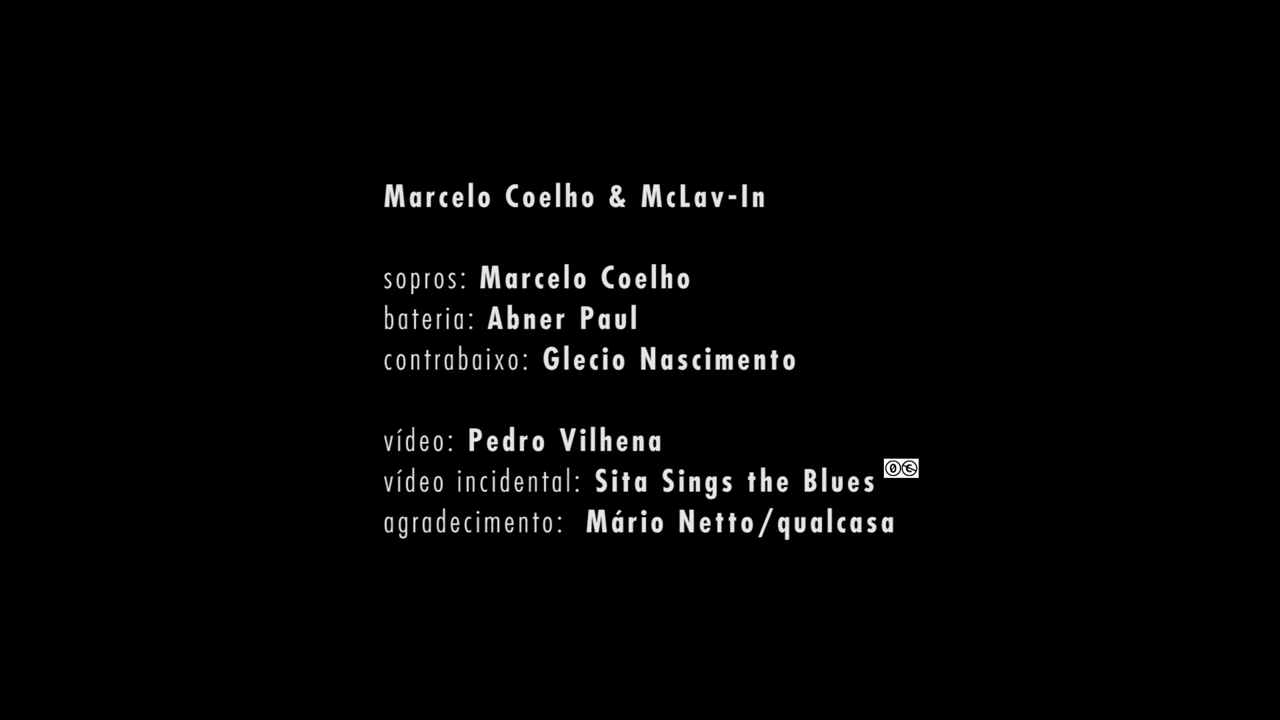 Marcelo Coelho & McLav-In
sopros: Marcelo Coelho
bateria: Abner Paul
contrabaixo: Glecio Nascimento
vídeo: Pedro Vilhena
vídeo incidental: Sita Sings the Blues
agradecimento: Mário Netto/qualcasa